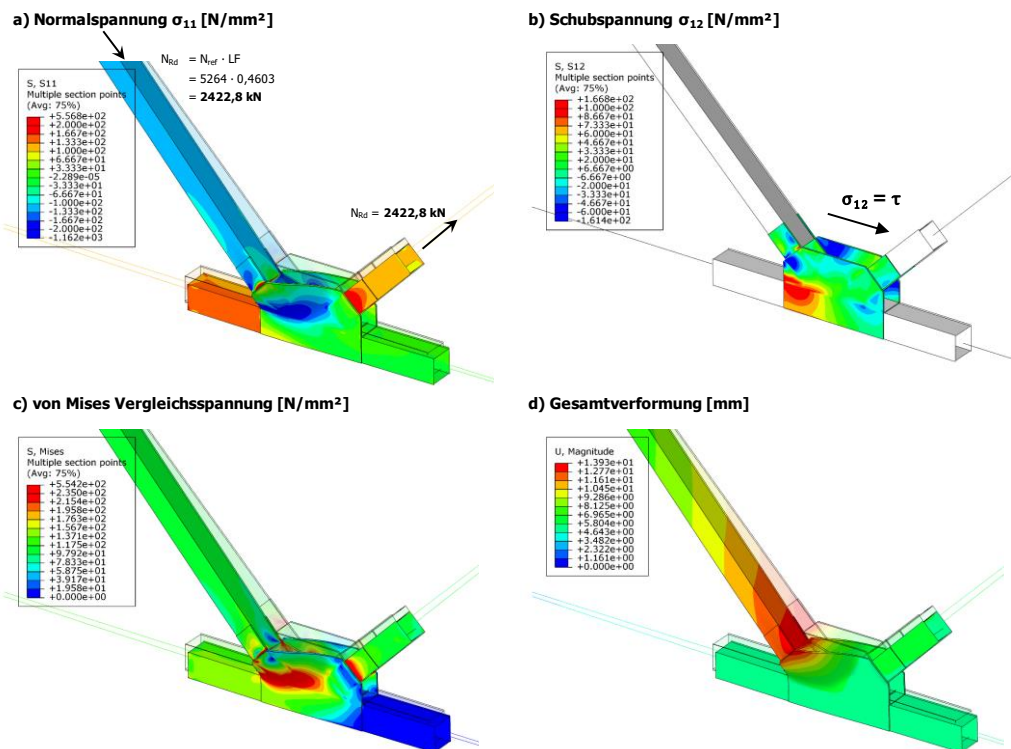 a) Normalspannung σ₁₁ [N/mm²]
N_Rd = N_ref · LF
= 5264 · 0,4603
= 2422,8 kN
S, S11
Multiple section points
(Avg: 75%)
+5.568e+02
+2.000e+02
+1.667e+02
+1.333e+02
+1.000e+02
+6.667e+01
+3.333e+01
-2.289e-05
-3.333e+01
-6.667e+01
-1.000e+02
-1.333e+02
-1.667e+02
-2.000e+02
-1.162e+03
N_Rd = 2422,8 kN
b) Schubspannung σ₁₂ [N/mm²]
S, S12
Multiple section points
(Avg: 75%)
+1.668e+02
+1.000e+02
+8.667e+01
+7.333e+01
+6.000e+01
+4.667e+01
+3.333e+01
+2.000e+01
+6.667e+00
-6.667e+00
-2.000e+01
-3.333e+01
-4.667e+01
-6.000e+01
-1.614e+02
σ₁₂ = τ
c) von Mises Vergleichsspannung [N/mm²]
S, Mises
Multiple section points
(Avg: 75%)
+5.542e+02
+2.350e+02
+2.154e+02
+1.958e+02
+1.763e+02
+1.567e+02
+1.371e+02
+1.175e+02
+9.792e+01
+7.833e+01
+5.875e+01
+3.917e+01
+1.958e+01
+0.000e+00
d) Gesamtverformung [mm]
U, Magnitude
+1.393e+01
+1.277e+01
+1.161e+01
+1.045e+01
+9.286e+00
+8.125e+00
+6.965e+00
+5.804e+00
+4.643e+00
+3.482e+00
+2.322e+00
+1.161e+00
+0.000e+00